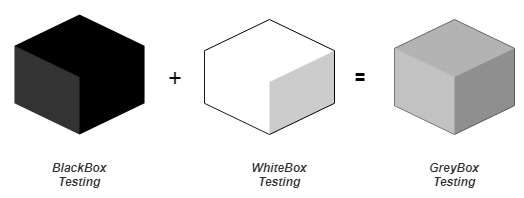 +
=
BlackBox
Testing
WhiteBox
Testing
GreyBox
Testing